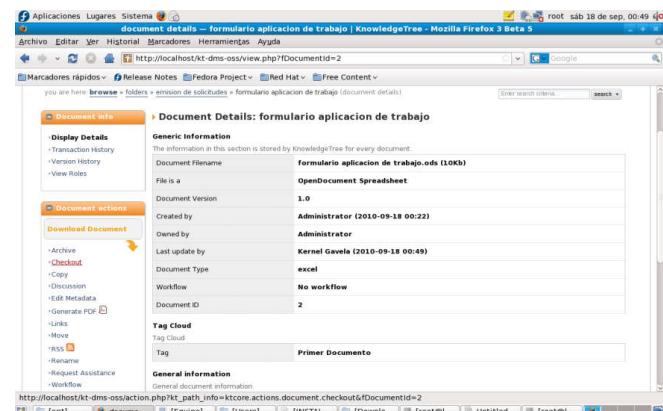 Aplicaciones Lugares Sistema root sáb 18 de sep, 00:49
document details — formulario aplicacion de trabajo | KnowledgeTree - Mozilla Firefox 3 Beta 5
Archivo Editar Ver Historial Marcadores Herramientas Ayuda
http://localhost/kt-dms-oss/view.php?fDocumentId=2 Google
Marcadores rápidos Release Notes Fedora Project Red Hat Free Content
you are here: browse » folders » emision de solicitudes » formulario aplicacion de trabajo (document details) Enter search criteria... search
Document info
Display Details
Transaction History
Version History
View Roles
Document actions
Download Document
Archive
Checkout
Copy
Discussion
Edit Metadata
Generate PDF
Links
Move
RSS
Rename
Request Assistance
Workflow
Document Details: formulario aplicacion de trabajo
Generic Information
The information in this section is stored by KnowledgeTree for every document.
Document Filename formulario aplicacion de trabajo.ods (10Kb)
File is a OpenDocument Spreadsheet
Document Version 1.0
Created by Administrator (2010-09-18 00:22)
Owned by Administrator
Last update by Kernel Gavela (2010-09-18 00:49)
Document Type excel
Workflow No workflow
Document ID 2
Tag Cloud
Tag Cloud
Tag Primer Documento
General information
General document information
http://localhost/kt-dms-oss/action.php?kt_path_info=ktcore.actions.document.checkout&fDocumentId=2